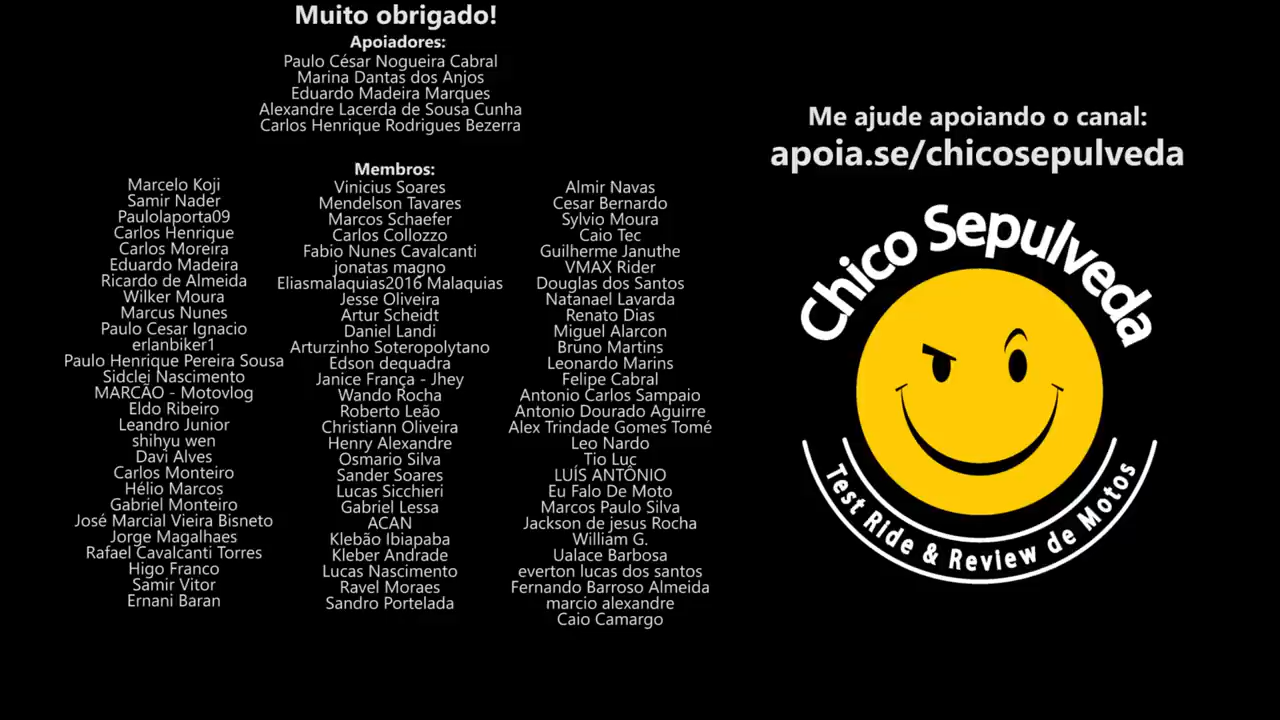 Muito obrigado!
Apoiadores:
Paulo César Nogueira Cabral
Marina Dantas dos Anjos
Eduardo Madeira Marques
Alexandre Lacerda de Sousa Cunha
Carlos Henrique Rodrigues Bezerra
Membros:
Marcelo Koji
Samir Nader
Paulolaporta09
Carlos Henrique
Carlos Moreira
Eduardo Madeira
Ricardo de Almeida
Wilker Moura
Marcus Nunes
Paulo Cesar Ignacio
erlanbiker1
Paulo Henrique Pereira Sousa
Sidclei Nascimento
MARCÃO - Motovlog
Eldo Ribeiro
Leandro Junior
shihyu wen
Davi Alves
Carlos Monteiro
Hélio Marcos
Gabriel Monteiro
José Marcial Vieira Bisneto
Jorge Magalhaes
Rafael Cavalcanti Torres
Higo Franco
Samir Vitor
Ernani Baran
Vinicius Soares
Mendelson Tavares
Marcos Schaefer
Carlos Collozzo
Fabio Nunes Cavalcanti
jonatas magno
Eliasmalaquias2016 Malaquias
Jesse Oliveira
Artur Scheidt
Daniel Landi
Arturzinho Soteropolytano
Edson dequadra
Janice França - Jhey
Wando Rocha
Roberto Leão
Christiann Oliveira
Henry Alexandre
Osmario Silva
Sander Soares
Lucas Sicchieri
Gabriel Lessa
ACAN
Klebão Ibiapaba
Kleber Andrade
Lucas Nascimento
Ravel Moraes
Sandro Portelada
Almir Navas
Cesar Bernardo
Sylvio Moura
Caio Tec
Guilherme Januthe
VMAX Rider
Douglas dos Santos
Natanael Lavarda
Renato Dias
Miguel Alarcon
Bruno Martins
Leonardo Marins
Felipe Cabral
Antonio Carlos Sampaio
Antonio Dourado Aguirre
Alex Trindade Gomes Tomé
Leo Nardo
Tio Luc
LUÍS ANTÔNIO
Eu Falo De Moto
Marcos Paulo Silva
Jackson de jesus Rocha
William G.
Ualace Barbosa
everton lucas dos santos
Fernando Barroso Almeida
marcio alexandre
Caio Camargo
Me ajude apoiando o canal:
apoia.se/chicosepulveda
Chico Sepulveda
Test Ride & Review de Motos